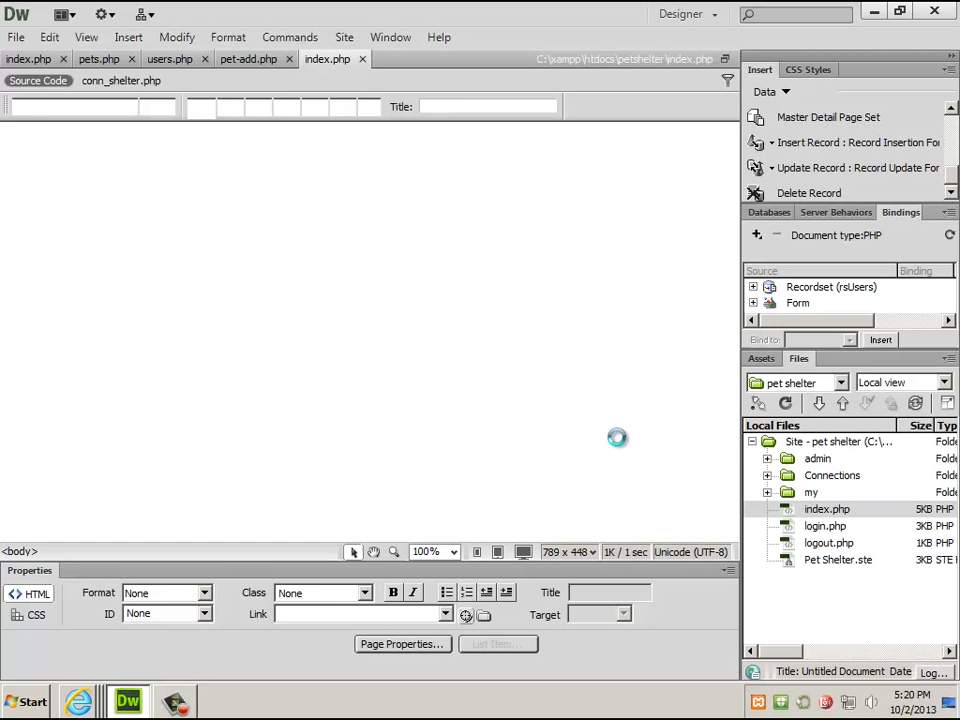 Dw Designer
File Edit View Insert Modify Format Commands Site Window Help
index.php pets.php users.php pet-add.php index.php C:\xampp\htdocs\petshelter\index.php
Source Code conn_shelter.php
Title:
Insert CSS Styles
Data
Master Detail Page Set
Insert Record : Record Insertion Fo
Update Record : Record Update For
Delete Record
Databases Server Behaviors Bindings
Document type:PHP
Source Binding
Recordset (rsUsers)
Form
Bind to: Insert
Assets Files
pet shelter Local view
Local Files Size Typ
Site - pet shelter (C:\... Folde
admin Folde
Connections Folde
my Folde
index.php 5KB PHP
login.php 3KB PHP
logout.php 1KB PHP
Pet Shelter.ste 3KB STE
<body> 100% 789 x 448 1K / 1 sec Unicode (UTF-8)
Properties
<> HTML Format None Class None B I Title
CSS ID None Link Target
Page Properties... List Item...
Title: Untitled Document Date Log...
Start Dw 5:20 PM
10/2/2013